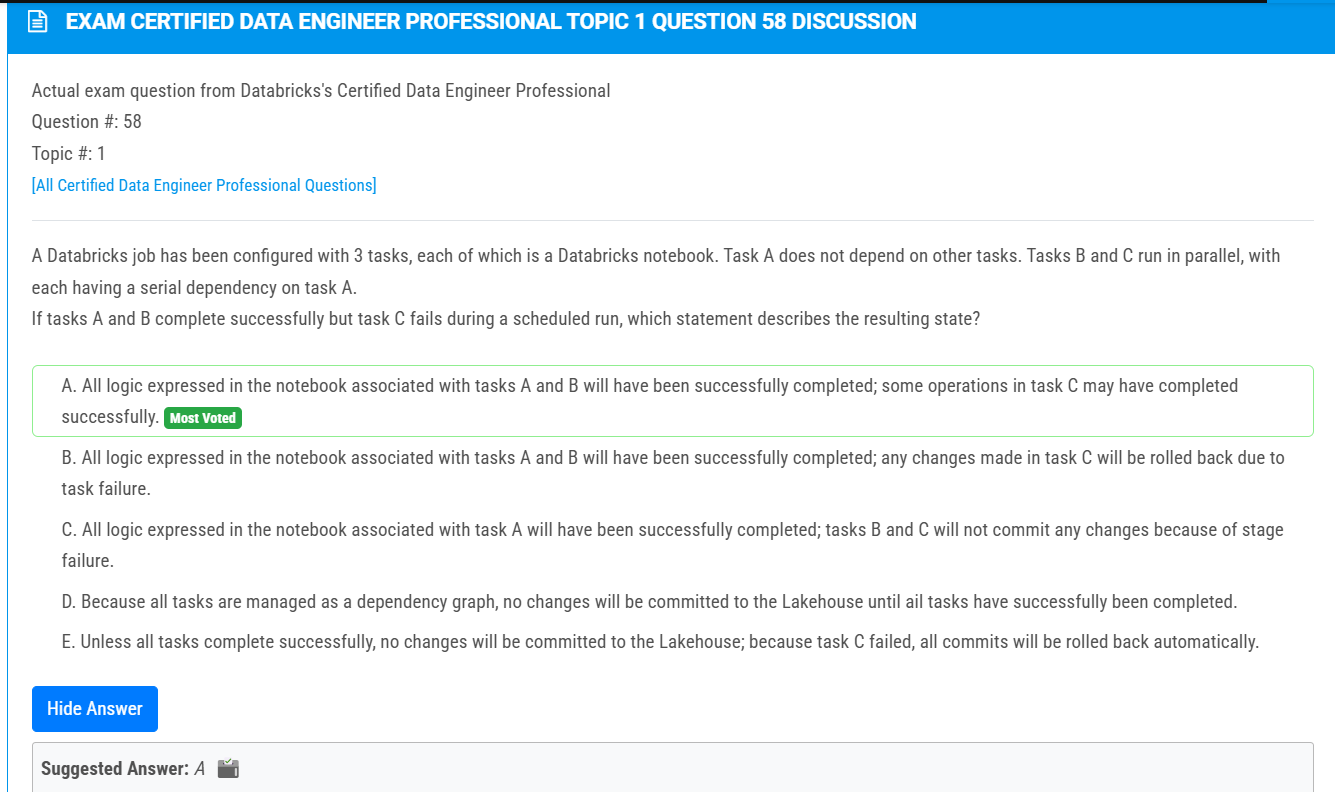 EXAM CERTIFIED DATA ENGINEER PROFESSIONAL TOPIC 1 QUESTION 58 DISCUSSION
Actual exam question from Databricks's Certified Data Engineer Professional
Question #: 58
Topic #: 1
[All Certified Data Engineer Professional Questions]
A Databricks job has been configured with 3 tasks, each of which is a Databricks notebook. Task A does not depend on other tasks. Tasks B and C run in parallel, with
each having a serial dependency on task A.
If tasks A and B complete successfully but task C fails during a scheduled run, which statement describes the resulting state?
A. All logic expressed in the notebook associated with tasks A and B will have been successfully completed; some operations in task C may have completed
successfully. Most Voted
B. All logic expressed in the notebook associated with tasks A and B will have been successfully completed; any changes made in task C will be rolled back due to
task failure.
C. All logic expressed in the notebook associated with task A will have been successfully completed; tasks B and C will not commit any changes because of stage
failure.
D. Because all tasks are managed as a dependency graph, no changes will be committed to the Lakehouse until ail tasks have successfully been completed.
E. Unless all tasks complete successfully, no changes will be committed to the Lakehouse; because task C failed, all commits will be rolled back automatically.
Hide Answer
Suggested Answer: A